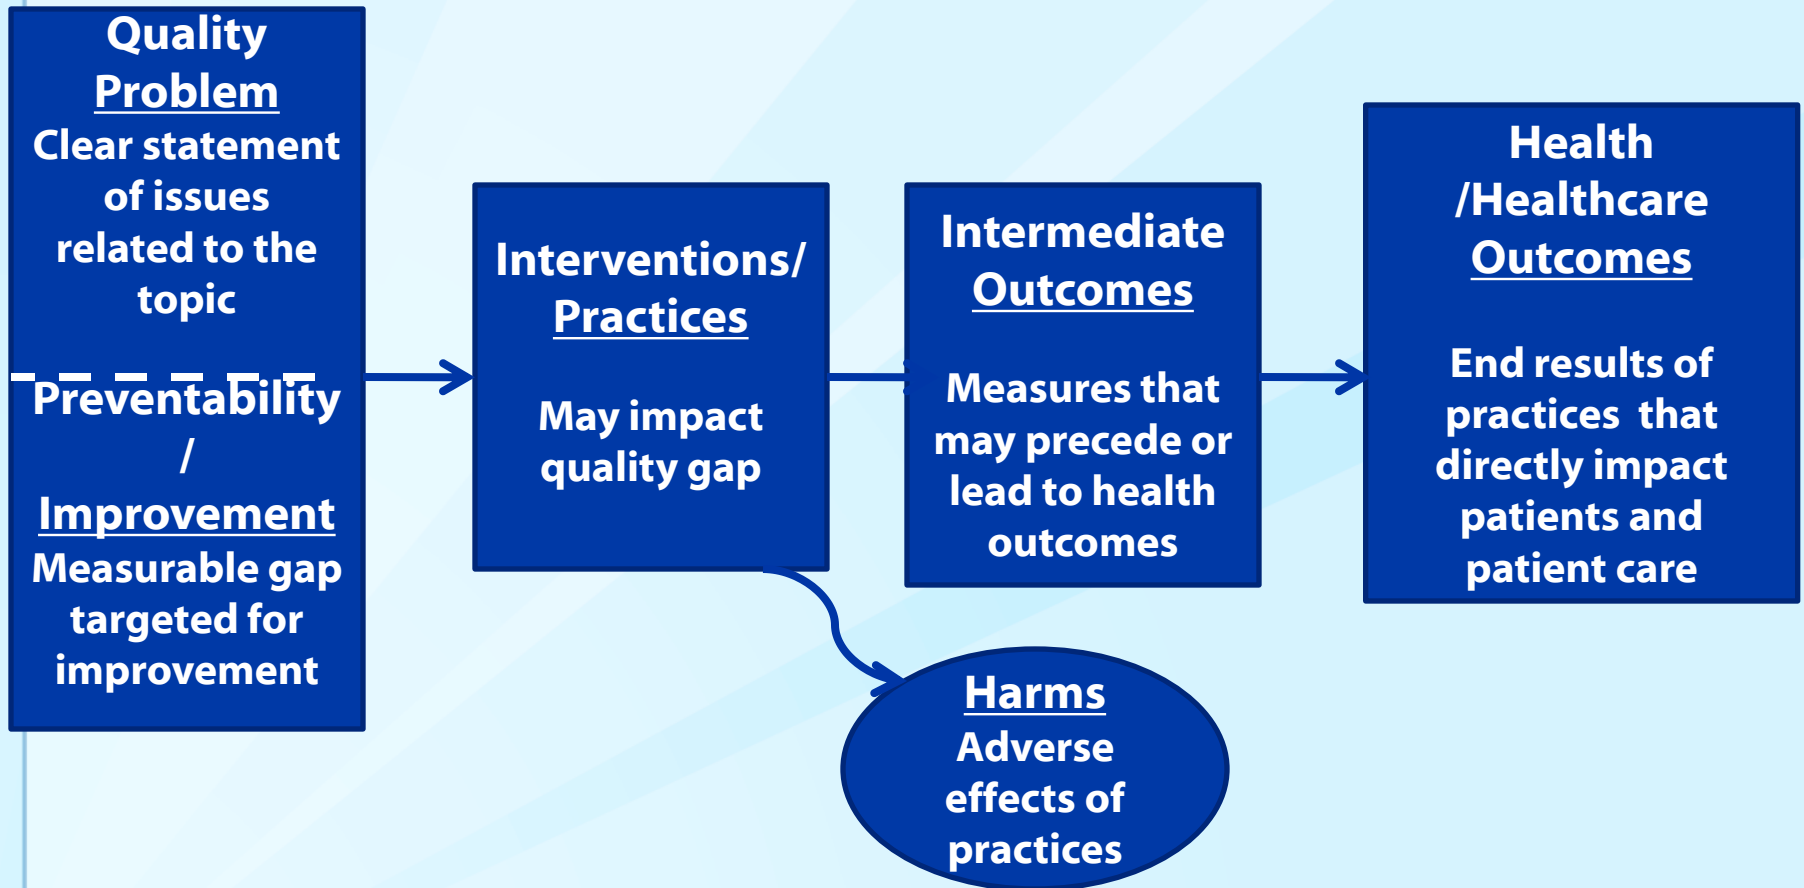 Quality
Problem
Clear statement
of issues
related to the
topic
Preventability
/
Improvement
Measurable gap
targeted for
improvement
Interventions/
Practices
May impact
quality gap
Intermediate
Outcomes
Measures that
may precede or
lead to health
outcomes
Health
/Healthcare
Outcomes
End results of
practices that
directly impact
patients and
patient care
Harms
Adverse
effects of
practices